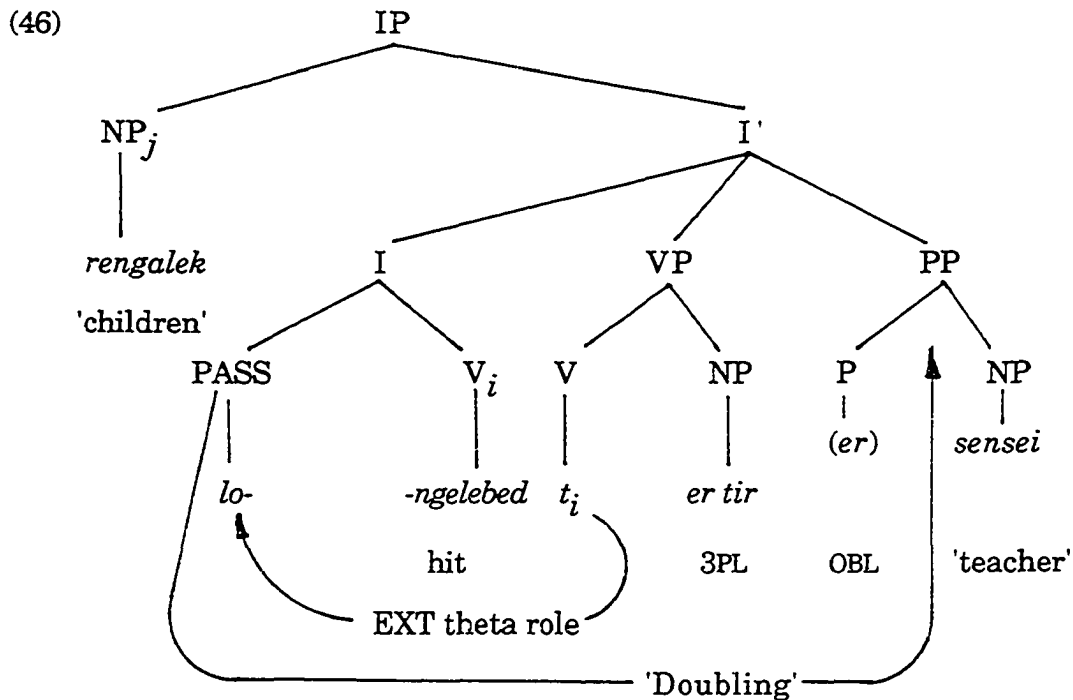 (46) IP
NPj I'
rengalek I VP PP
'children'
PASS Vi V NP P NP
(er) sensei
lo- -ngelebed ti er tir
hit 3PL OBL 'teacher'
EXT theta role
'Doubling'